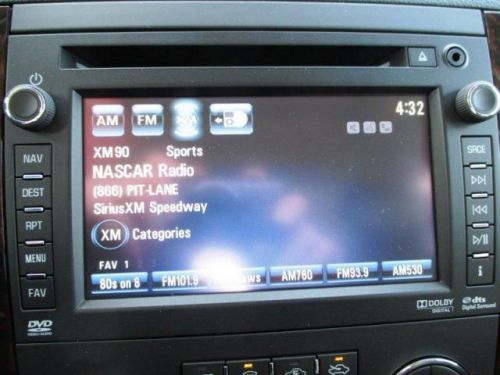 AM FM XM
4:32
XM90 Sports
NASCAR Radio
(866) PIT-LANE
SiriusXM Speedway
XM Categories
FAV 1
80s on 8 FM101.9 AM760 FM93.9 AM530
NAV
DEST
RPT
MENU
FAV
SRCE
i
DVD
DOLBY
DIGITAL
dts
Digital Surround